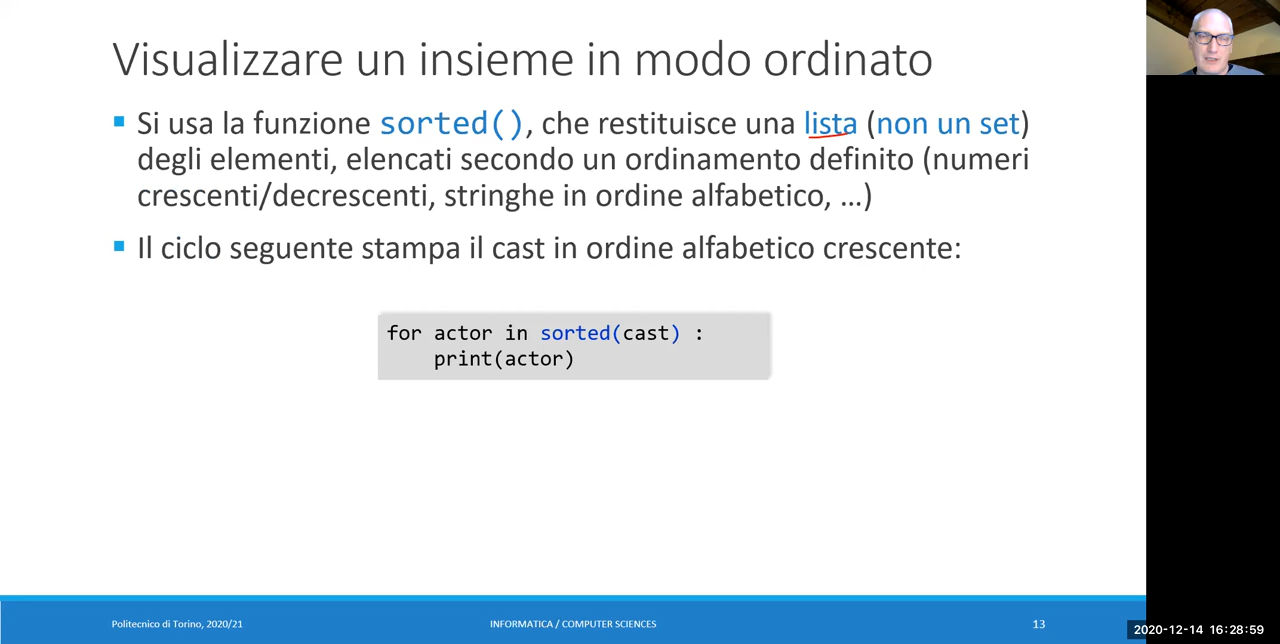 Visualizzare un insieme in modo ordinato
▪ Si usa la funzione sorted(), che restituisce una lista (non un set)
degli elementi, elencati secondo un ordinamento definito (numeri
crescenti/decrescenti, stringhe in ordine alfabetico, …)
▪ Il ciclo seguente stampa il cast in ordine alfabetico crescente:
for actor in sorted(cast) :
    print(actor)
Politecnico di Torino, 2020/21
INFORMATICA / COMPUTER SCIENCES
13
2020-12-14 16:28:59